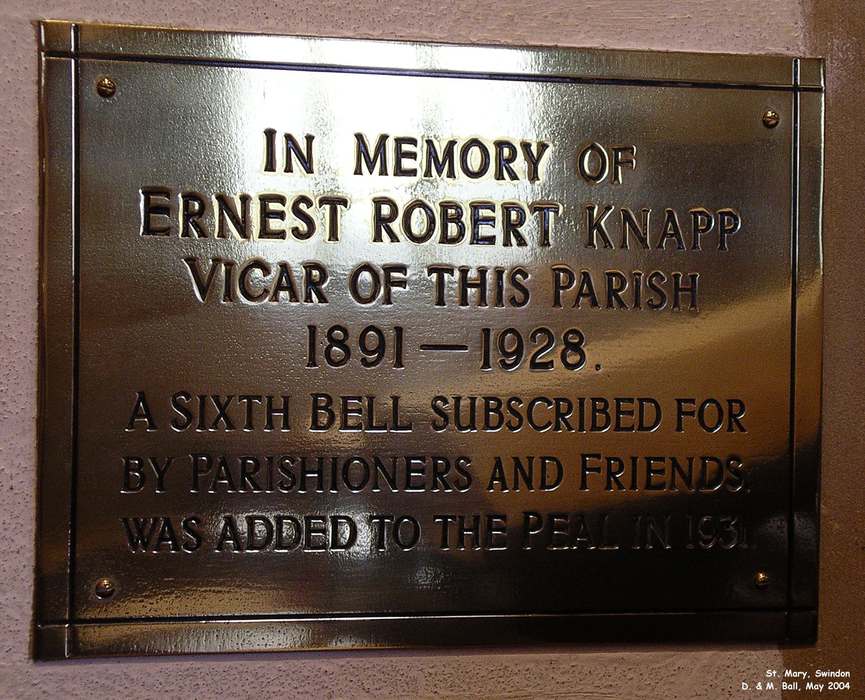 IN MEMORY OF
ERNEST ROBERT KNAPP
VICAR OF THIS PARISH
1891 — 1928.
A SIXTH BELL SUBSCRIBED FOR
BY PARISHIONERS AND FRIENDS,
WAS ADDED TO THE PEAL IN 1931
St. Mary, Swindon
D. & M. Ball, May 2004